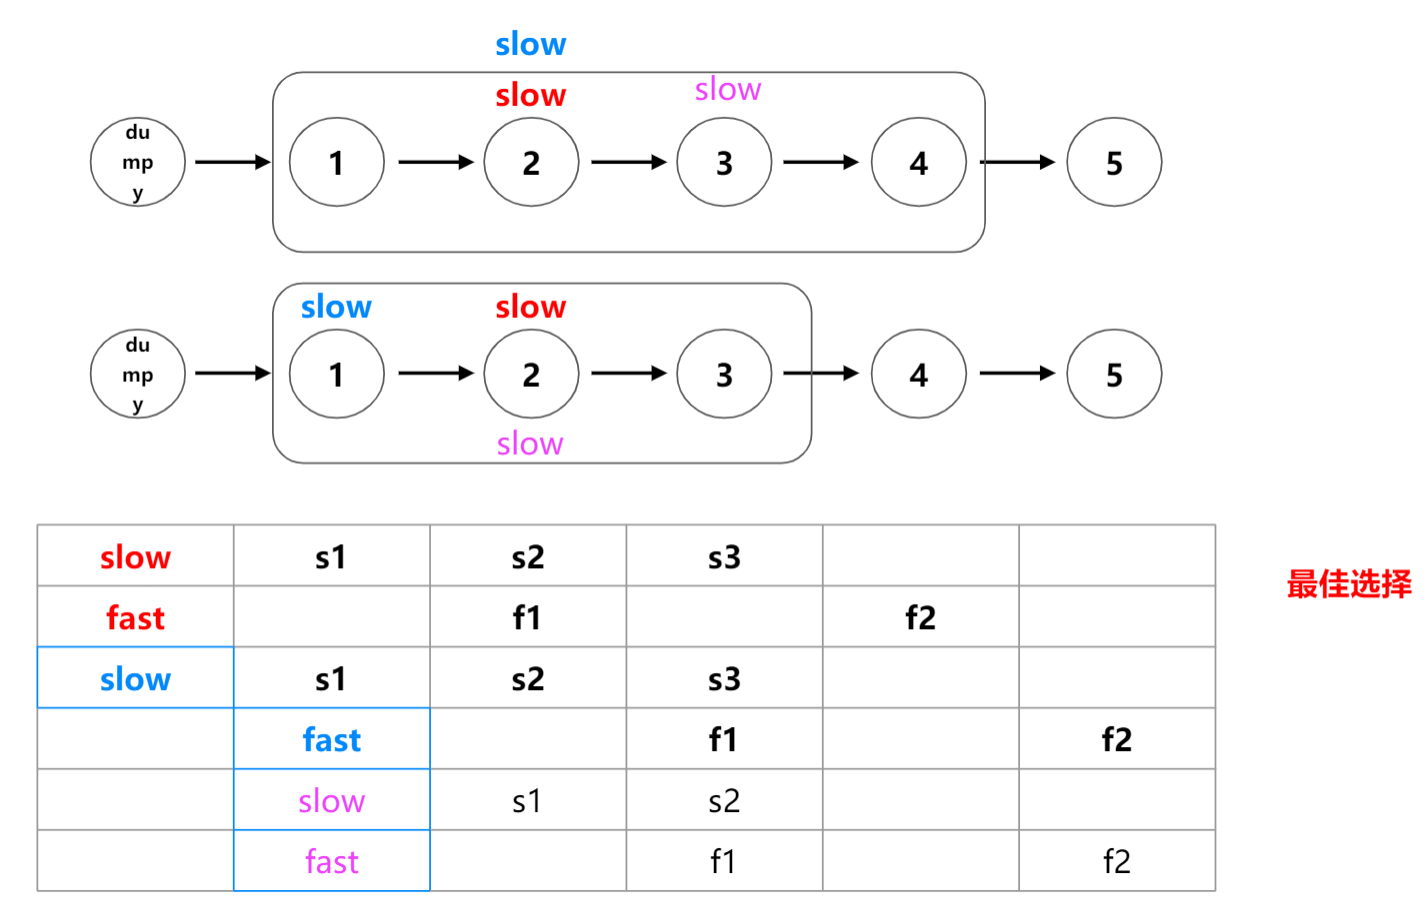 slow
slow
slow
du
mp
y
1
2
3
4
5
slow
slow
du
mp
y
1
2
3
4
5
slow
slow s1 s2 s3
最佳选择
fast f1 f2
slow s1 s2 s3
fast f1 f2
slow s1 s2
fast f1 f2